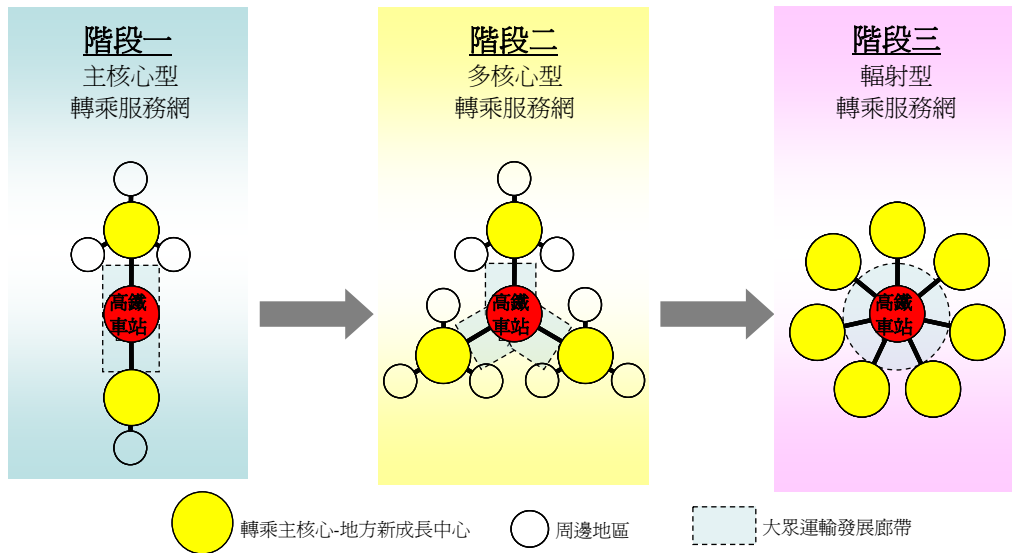 階段一
主核心型
轉乘服務網
高鐵
車站
階段二
多核心型
轉乘服務網
高鐵
車站
階段三
輻射型
轉乘服務網
高鐵
車站
轉乘主核心-地方新成長中心
周邊地區
大眾運輸發展廊帶